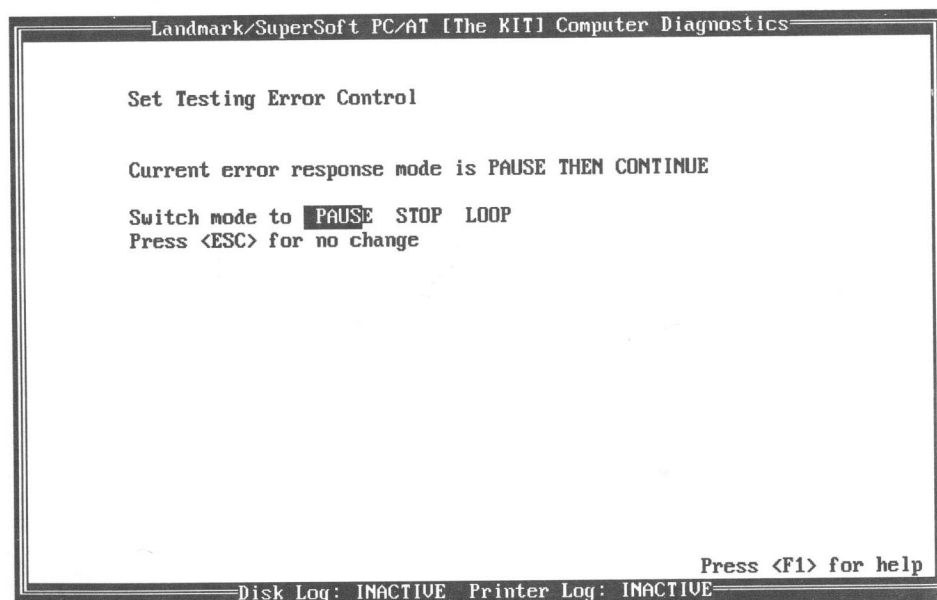 Landmark/SuperSoft PC/AT [The KIT] Computer Diagnostics
Set Testing Error Control
Current error response mode is PAUSE THEN CONTINUE
Switch mode to PAUSE STOP LOOP
Press <ESC> for no change
Press <F1> for help
Disk Log: INACTIVE Printer Log: INACTIVE